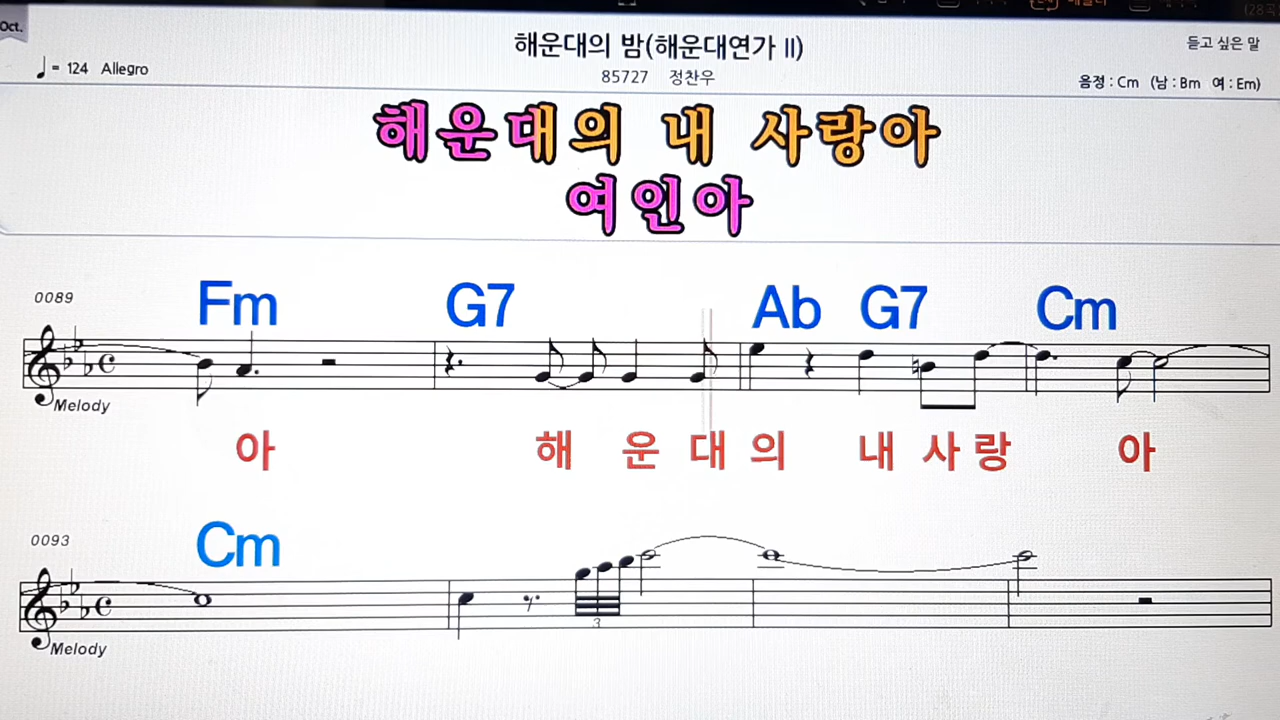 Oct.
해운대의 밤(해운대연가 II)
듣고 싶은 말
♩ = 124 Allegro
85727 정찬우
음정 : Cm (남 : Bm 여 : Em)
해운대의 내 사랑아
여인아
0089
Fm G7 Ab G7 Cm
Melody
아 해 운 대 의 내 사 랑 아
0093
Cm
3
Melody